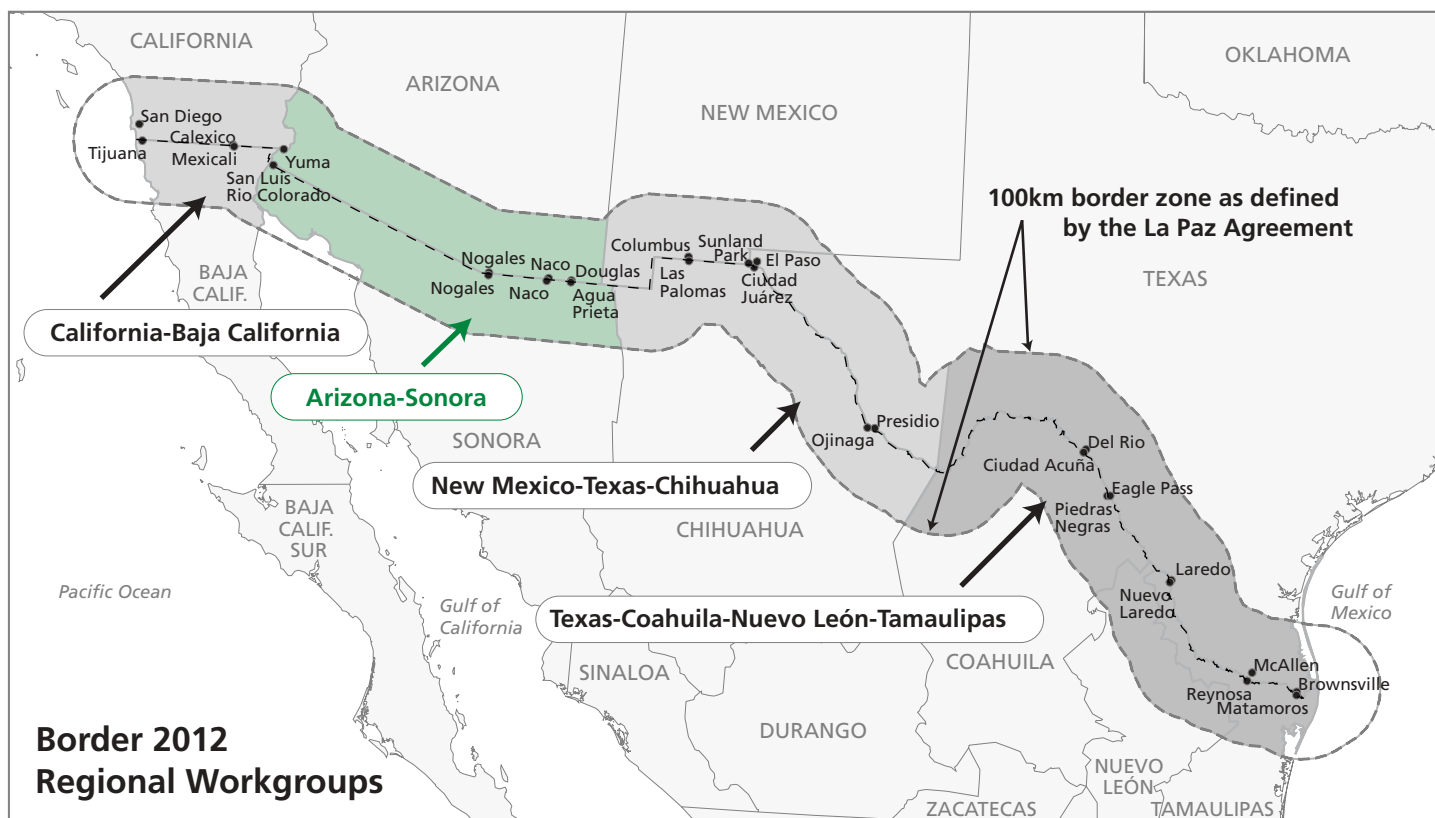 CALIFORNIA
ARIZONA
NEW MEXICO
OKLAHOMA
San Diego
Calexico
Tijuana
Mexicali
Yuma
San Luis
Rio Colorado
100km border zone as defined
by the La Paz Agreement
TEXAS
Columbus
Sunland
Park
El Paso
Ciudad
Juárez
Las
Palomas
Nogales
Nogales
Naco
Naco
Douglas
Agua
Prieta
BAJA
CALIF.
California-Baja California
Arizona-Sonora
SONORA
Presidio
Ojinaga
Del Rio
Ciudad Acuña
New Mexico-Texas-Chihuahua
Eagle Pass
Piedras
Negras
BAJA
CALIF.
SUR
CHIHUAHUA
Laredo
Nuevo
Laredo
Pacific Ocean
Gulf of
California
Gulf of
Mexico
Texas-Coahuila-Nuevo León-Tamaulipas
SINALOA
COAHUILA
McAllen
Brownsville
Reynosa
Matamoros
DURANGO
Border 2012
Regional Workgroups
NUEVO
LEÓN
ZACATECAS
TAMAULIPAS